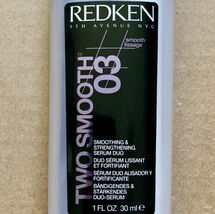 REDKEN
5TH AVENUE NYC
smooth
lissage
TWO SMOOTH
03
SMOOTHING &
STRENGTHENING
SERUM DUO
DUO SÉRUM LISSANT
ET FORTIFIANT
SÉRUM DUO ALISADOR Y
FORTIFICANTE
BÄNDIGENDES &
STÄRKENDES
DUO-SERUM
1 FL OZ 30 ml e